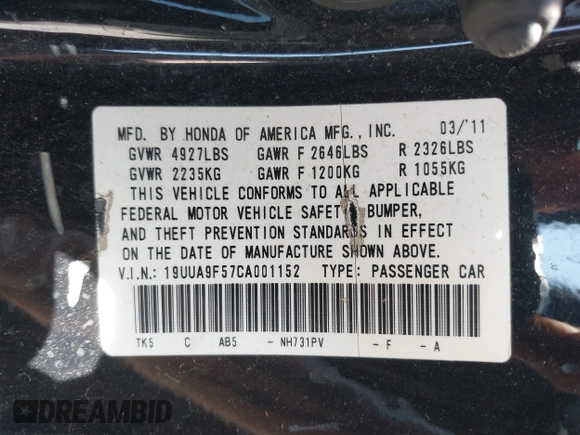 MFD. BY HONDA OF AMERICA MFG., INC. 03/'11
GVWR 4927LBS GAWR F 2646LBS R 2326LBS
GVWR 2235KG GAWR F 1200KG R 1055KG
THIS VEHICLE CONFORMS TO ALL APPLICABLE
FEDERAL MOTOR VEHICLE SAFETY, BUMPER,
AND THEFT PREVENTION STANDARDS IN EFFECT
ON THE DATE OF MANUFACTURE SHOWN ABOVE.
V.I.N.: 19UUA9F57CA001152 TYPE: PASSENGER CAR
TK5 C AB5 - NH731PV - F - A
DREAMBID